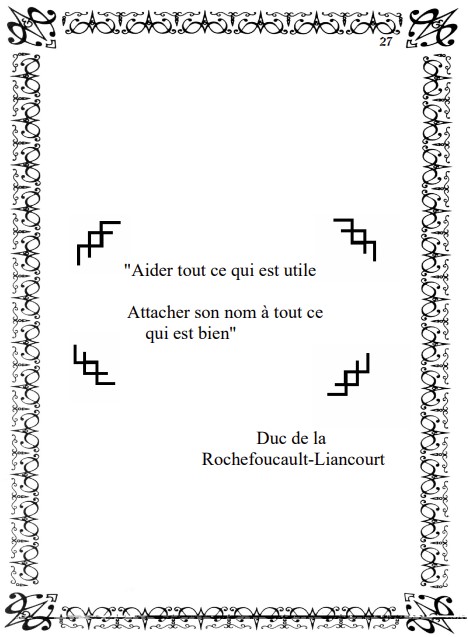 27
"Aider tout ce qui est utile
Attacher son nom à tout ce
qui est bien"
Duc de la
Rochefoucault-Liancourt